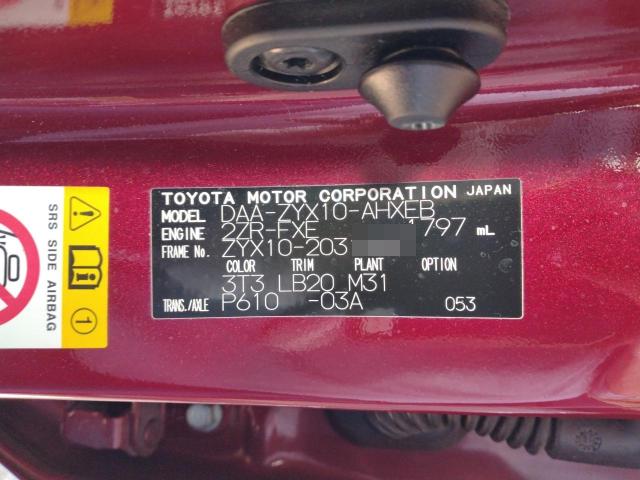 TOYOTA MOTOR CORPORATION JAPAN
MODEL DAA-ZYX10-AHXEB
ENGINE 2ZR-FXE 1797 mL
FRAME No. ZYX10-203
COLOR TRIM PLANT OPTION
3T3 LB20 M31
TRANS./AXLE P610 -03A 053
SRS SIDE AIRBAG